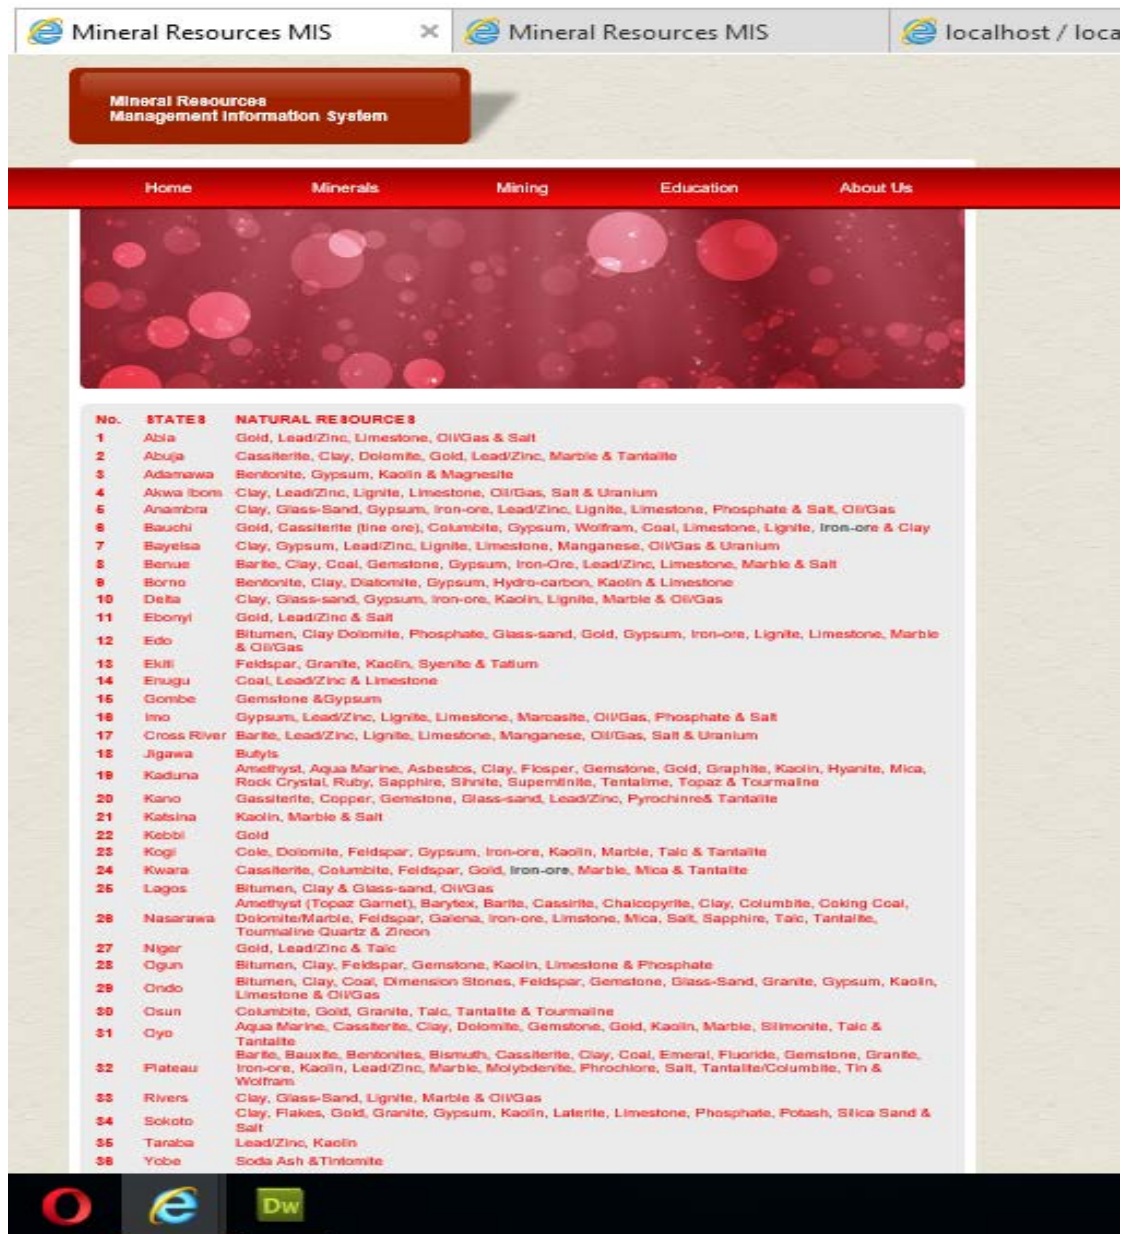 Mineral Resources MIS
Mineral Resources MIS
localhost / loca
Mineral Resources
Management Information System
Home Minerals Mining Education About Us
No. STATES NATURAL RESOURCES
1 Abia Gold, Lead/Zinc, Limestone, Oil/Gas & Salt
2 Abuja Cassiterite, Clay, Dolomite, Gold, Lead/Zinc, Marble & Tantalite
3 Adamawa Bentonite, Gypsum, Kaolin & Magnesite
4 Akwa Ibom Clay, Lead/Zinc, Lignite, Limestone, Oil/Gas, Salt & Uranium
5 Anambra Clay, Glass-Sand, Gypsum, Iron-ore, Lead/Zinc, Lignite, Limestone, Phosphate & Salt, Oil/Gas
6 Bauchi Gold, Cassiterite (tine ore), Columbite, Gypsum, Wolfram, Coal, Limestone, Lignite, Iron-ore & Clay
7 Bayelsa Clay, Gypsum, Lead/Zinc, Lignite, Limestone, Manganese, Oil/Gas & Uranium
8 Benue Barite, Clay, Coal, Gemstone, Gypsum, Iron-Ore, Lead/Zinc, Limestone, Marble & Salt
9 Borno Bentonite, Clay, Diatomite, Gypsum, Hydro-carbon, Kaolin & Limestone
10 Delta Clay, Glass-sand, Gypsum, Iron-ore, Kaolin, Lignite, Marble & Oil/Gas
11 Ebonyi Gold, Lead/Zinc & Salt
12 Edo Bitumen, Clay Dolomite, Phosphate, Glass-sand, Gold, Gypsum, Iron-ore, Lignite, Limestone, Marble
& Oil/Gas
13 Ekiti Feldspar, Granite, Kaolin, Syenite & Tatium
14 Enugu Coal, Lead/Zinc & Limestone
15 Gombe Gemstone &Gypsum
16 Imo Gypsum, Lead/Zinc, Lignite, Limestone, Marcasite, Oil/Gas, Phosphate & Salt
17 Cross River Barite, Lead/Zinc, Lignite, Limestone, Manganese, Oil/Gas, Salt & Uranium
18 Jigawa Butyls
19 Kaduna Amethyst, Aqua Marine, Asbestos, Clay, Flosper, Gemstone, Gold, Graphite, Kaolin, Hyanite, Mica,
Rock Crystal, Ruby, Sapphire, Sihnite, Superntinite, Tentalime, Topaz & Tourmaline
20 Kano Gassiterite, Copper, Gemstone, Glass-sand, Lead/Zinc, Pyrochinre& Tantalite
21 Katsina Kaolin, Marble & Salt
22 Kebbi Gold
23 Kogi Cole, Dolomite, Feldspar, Gypsum, Iron-ore, Kaolin, Marble, Talc & Tantalite
24 Kwara Cassiterite, Columbite, Feldspar, Gold, Iron-ore, Marble, Mica & Tantalite
25 Lagos Bitumen, Clay & Glass-sand, Oil/Gas
26 Nasarawa Amethyst (Topaz Garnet), Barytex, Barite, Cassirite, Chalcopyrite, Clay, Columbite, Coking Coal,
Dolomite/Marble, Feldspar, Galena, Iron-ore, Limstone, Mica, Salt, Sapphire, Talc, Tantalite,
Tourmaline Quartz & Zireon
27 Niger Gold, Lead/Zinc & Talc
28 Ogun Bitumen, Clay, Feldspar, Gemstone, Kaolin, Limestone & Phosphate
29 Ondo Bitumen, Clay, Coal, Dimension Stones, Feldspar, Gemstone, Glass-Sand, Granite, Gypsum, Kaolin,
Limestone & Oil/Gas
30 Osun Columbite, Gold, Granite, Talc, Tantalite & Tourmaline
31 Oyo Aqua Marine, Cassiterite, Clay, Dolomite, Gemstone, Gold, Kaolin, Marble, Silimonite, Talc &
Tantalite
32 Plateau Barite, Bauxite, Bentonites, Bismuth, Cassiterite, Clay, Coal, Emeral, Fluoride, Gemstone, Granite,
Iron-ore, Kaolin, Lead/Zinc, Marble, Molybdenite, Phrochlore, Salt, Tantalite/Columbite, Tin &
Wolfram
33 Rivers Clay, Glass-Sand, Lignite, Marble & Oil/Gas
34 Sokoto Clay, Flakes, Gold, Granite, Gypsum, Kaolin, Laterite, Limestone, Phosphate, Potash, Silica Sand &
Salt
35 Taraba Lead/Zinc, Kaolin
36 Yobe Soda Ash &Tintomite
Dw